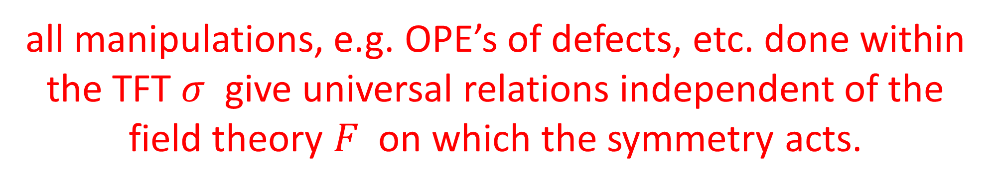 all manipulations, e.g. OPE’s of defects, etc. done within
the TFT 𝜎 give universal relations independent of the
field theory 𝐹 on which the symmetry acts.